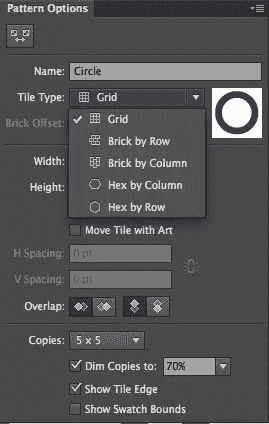 Pattern Options
Name: Circle
Tile Type: Grid
Brick Offset:
Grid
Brick by Row
Brick by Column
Hex by Column
Hex by Row
Width:
Height:
Move Tile with Art
H Spacing: 0 pt
V Spacing: 0 pt
Overlap:
Copies: 5 x 5
Dim Copies to: 70%
Show Tile Edge
Show Swatch Bounds